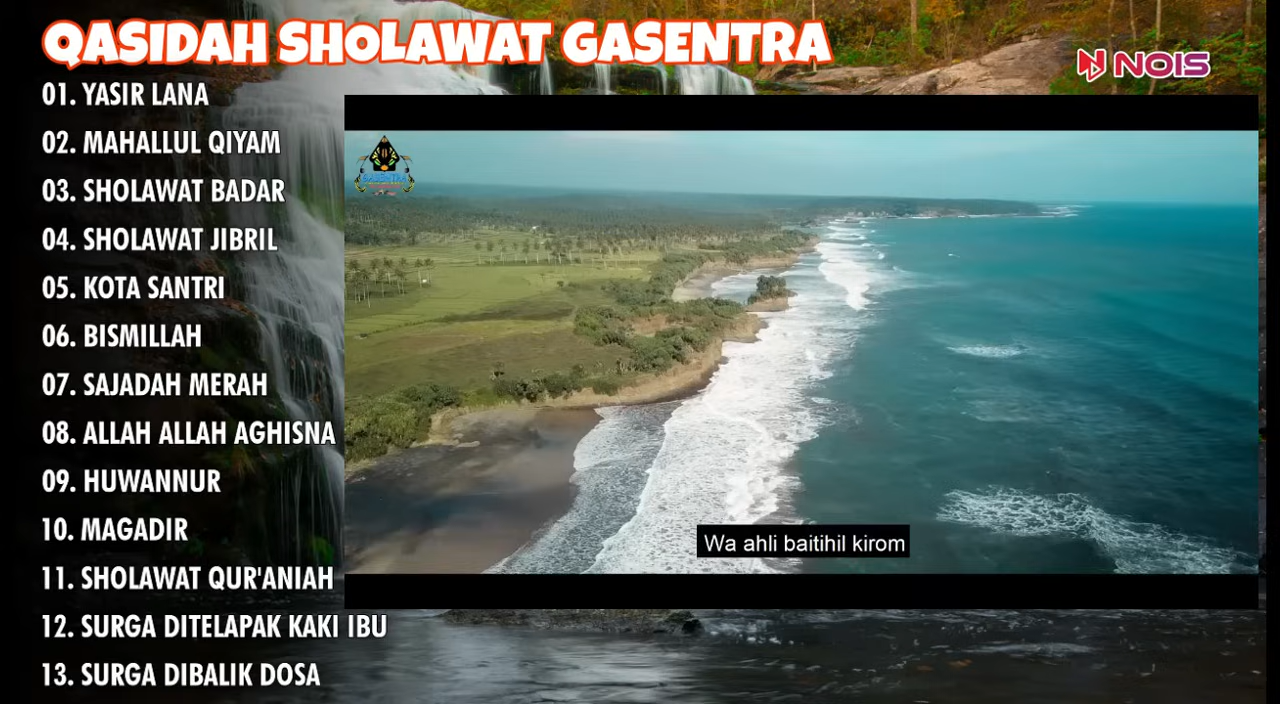 QASIDAH SHOLAWAT GASENTRA
NOIS
01. YASIR LANA
02. MAHALLUL QIYAM
03. SHOLAWAT BADAR
04. SHOLAWAT JIBRIL
05. KOTA SANTRI
06. BISMILLAH
07. SAJADAH MERAH
08. ALLAH ALLAH AGHISNA
09. HUWANNUR
10. MAGADIR
11. SHOLAWAT QUR'ANIAH
12. SURGA DITELAPAK KAKI IBU
13. SURGA DIBALIK DOSA
GASENTRA
Wa ahli baitihil kirom